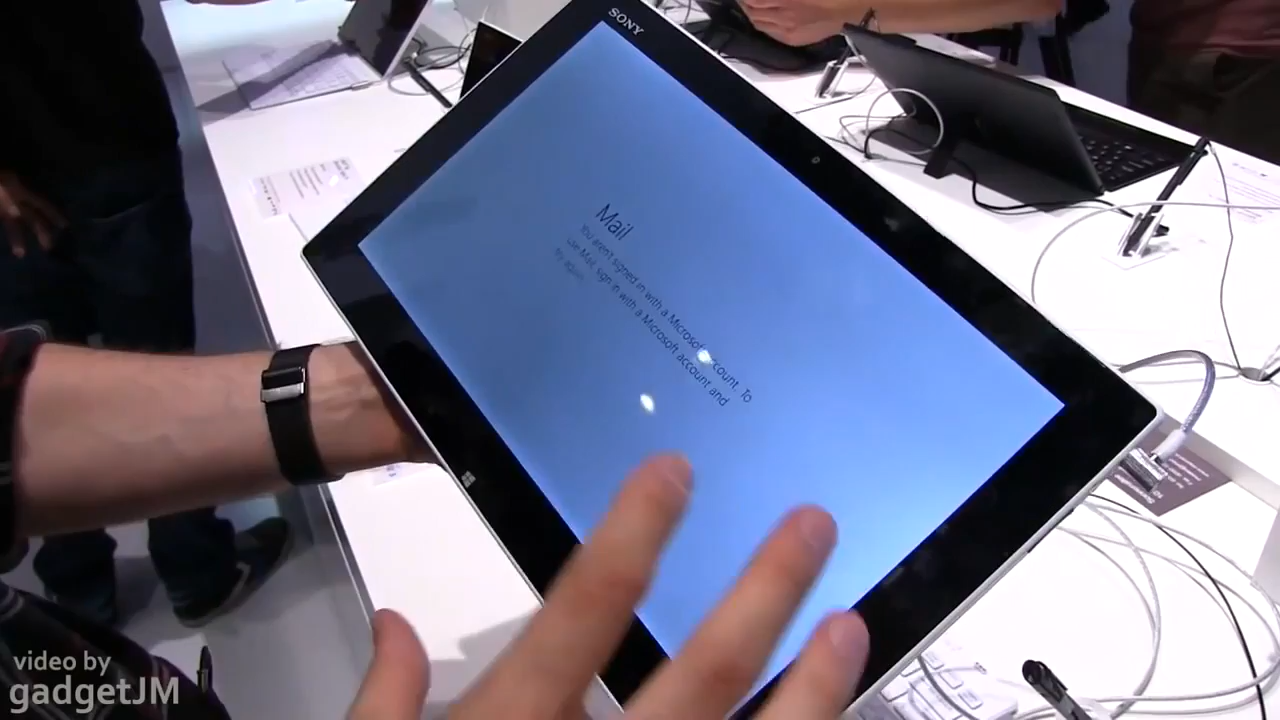 SONY
Mail
You aren't signed in with a Microsoft account. To
use Mail, sign in with a Microsoft account and
try again.
video by
gadgetJM